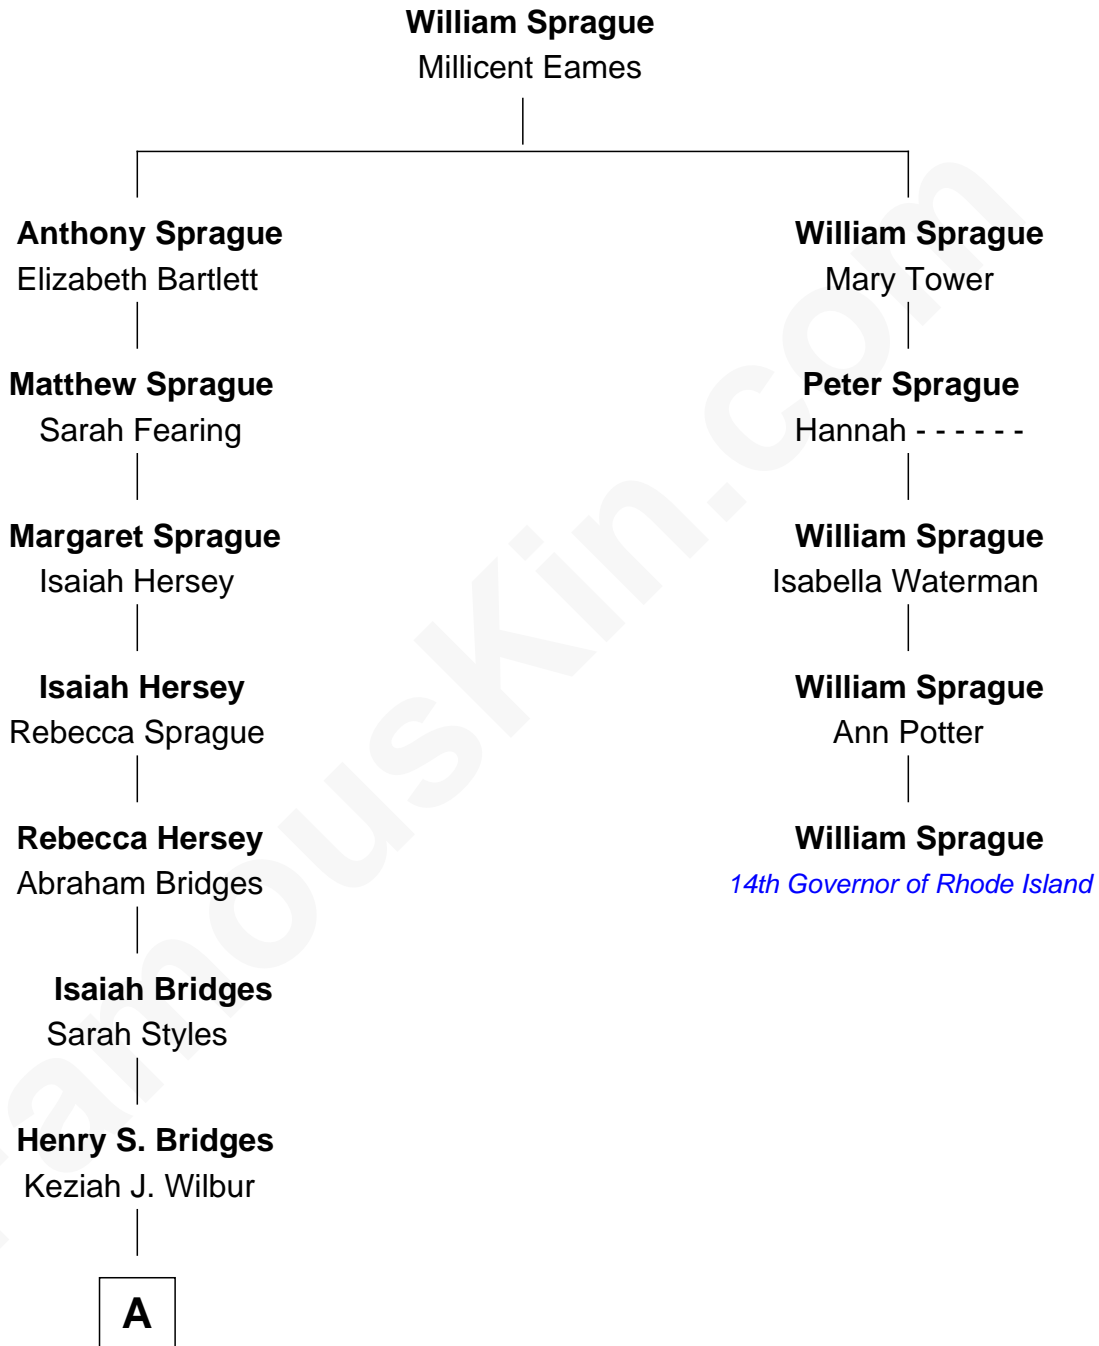 William Sprague
Millicent Eames
Anthony Sprague
Elizabeth Bartlett
William Sprague
Mary Tower
Matthew Sprague
Sarah Fearing
Peter Sprague
Hannah - - - - - -
Margaret Sprague
Isaiah Hersey
William Sprague
Isabella Waterman
Isaiah Hersey
Rebecca Sprague
William Sprague
Ann Potter
Rebecca Hersey
Abraham Bridges
William Sprague
14th Governor of Rhode Island
Isaiah Bridges
Sarah Styles
Henry S. Bridges
Keziah J. Wilbur
A
FamousKin.com